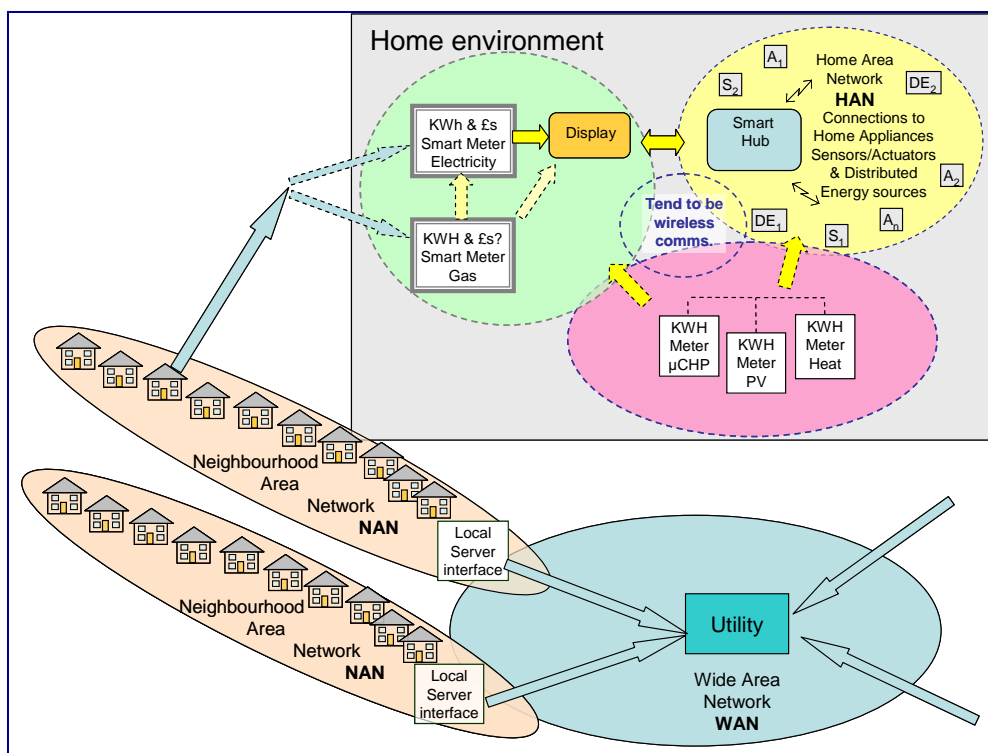 Home environment
KWh & £s
Smart Meter
Electricity
Display
KWH & £s?
Smart Meter
Gas
A1
S2
Home Area
Network
HAN
DE2
Smart
Hub
Connections to
Home Appliances
Sensors/Actuators
& Distributed
Energy sources
A2
An
DE1
S1
Tend to be
wireless
comms.
KWH
Meter
µCHP
KWH
Meter
PV
KWH
Meter
Heat
Neighbourhood
Area
Network
NAN
Local
Server
interface
Neighbourhood
Area
Network
NAN
Local
Server
interface
Utility
Wide Area
Network
WAN